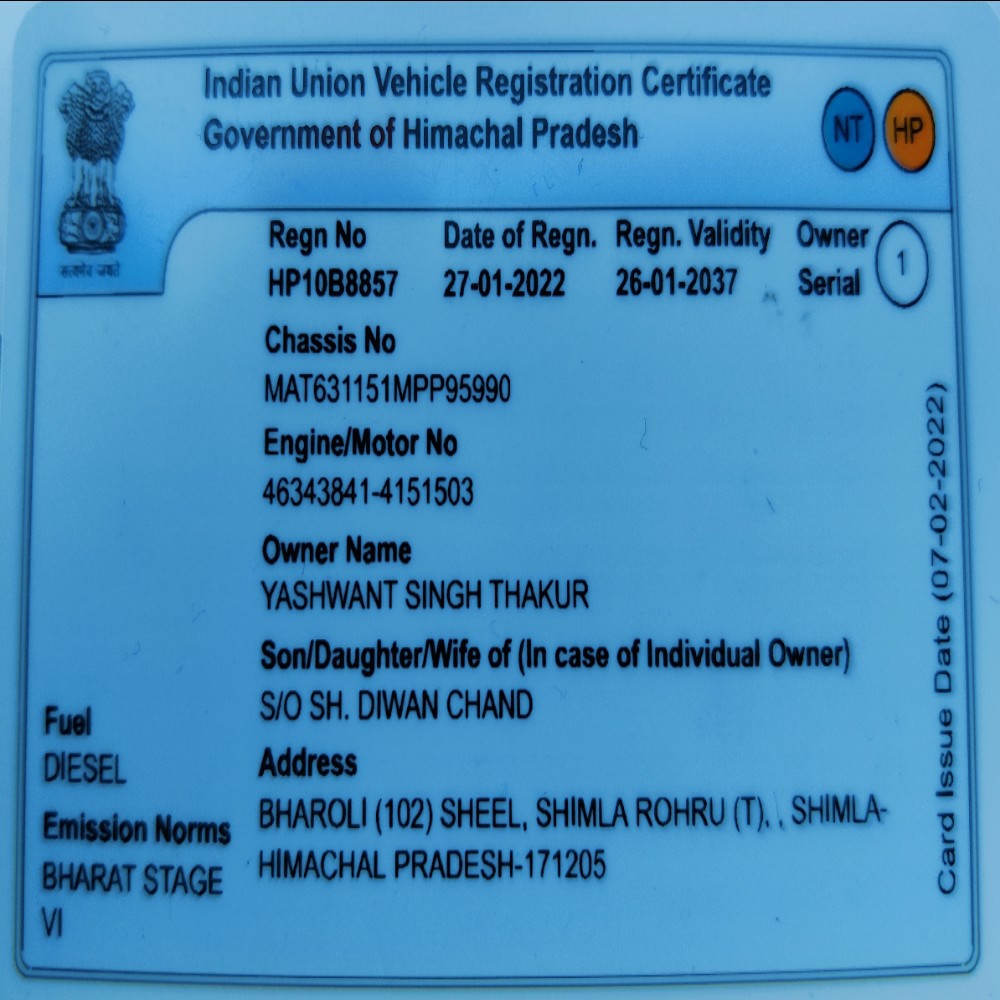 Indian Union Vehicle Registration Certificate
Government of Himachal Pradesh
NT HP
सत्यमेव जयते
Regn No Date of Regn. Regn. Validity Owner Serial 1
HP10B8857 27-01-2022 26-01-2037
Chassis No
MAT631151MPP95990
Engine/Motor No
46343841-4151503
Owner Name
YASHWANT SINGH THAKUR
Son/Daughter/Wife of (In case of Individual Owner)
S/O SH. DIWAN CHAND
Fuel
DIESEL
Address
BHAROLI (102) SHEEL, SHIMLA ROHRU (T). , SHIMLA-
HIMACHAL PRADESH-171205
Emission Norms
BHARAT STAGE
VI
Card Issue Date (07-02-2022)